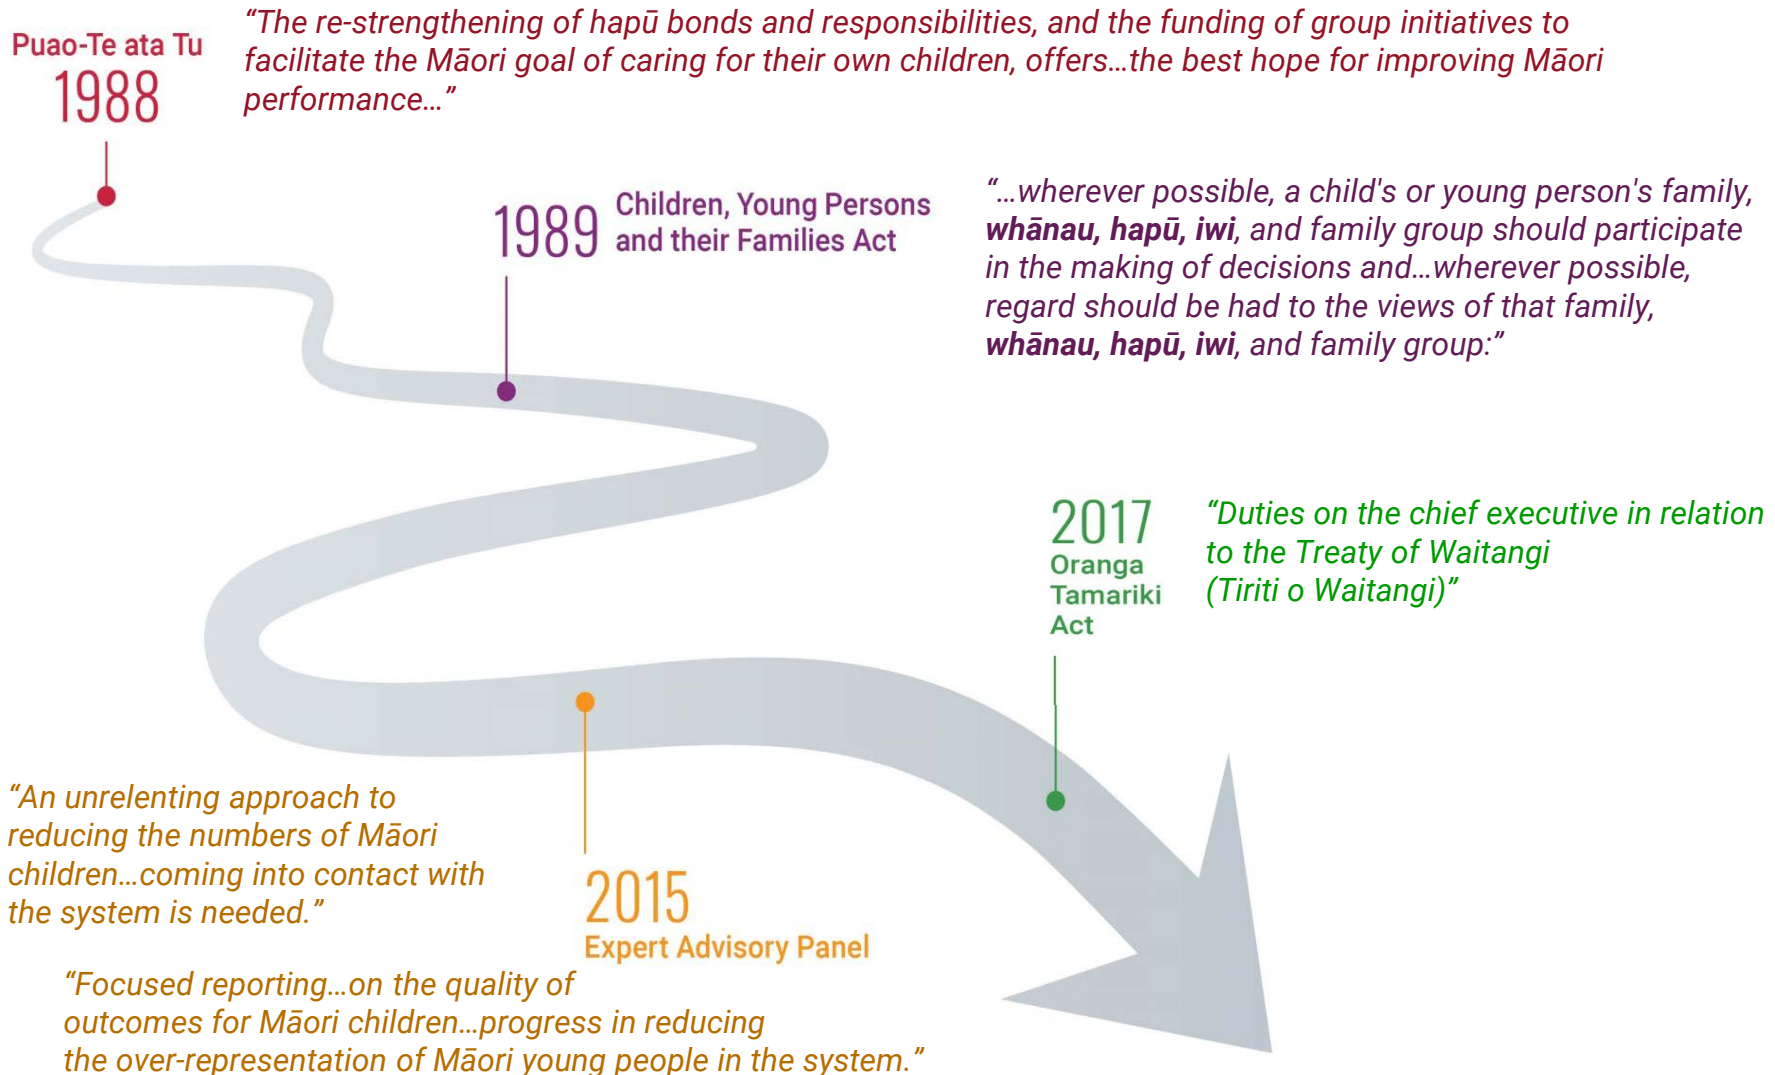 Puao-Te ata Tu
1988
“The re-strengthening of hapū bonds and responsibilities, and the funding of group initiatives to
facilitate the Māori goal of caring for their own children, offers…the best hope for improving Māori
performance…”
1989
Children, Young Persons
and their Families Act
“…wherever possible, a child's or young person's family,
whānau, hapū, iwi, and family group should participate
in the making of decisions and…wherever possible,
regard should be had to the views of that family,
whānau, hapū, iwi, and family group:”
2017
Oranga
Tamariki
Act
“Duties on the chief executive in relation
to the Treaty of Waitangi
(Tiriti o Waitangi)”
“An unrelenting approach to
reducing the numbers of Māori
children…coming into contact with
the system is needed.”
2015
Expert Advisory Panel
“Focused reporting…on the quality of
outcomes for Māori children…progress in reducing
the over-representation of Māori young people in the system.”